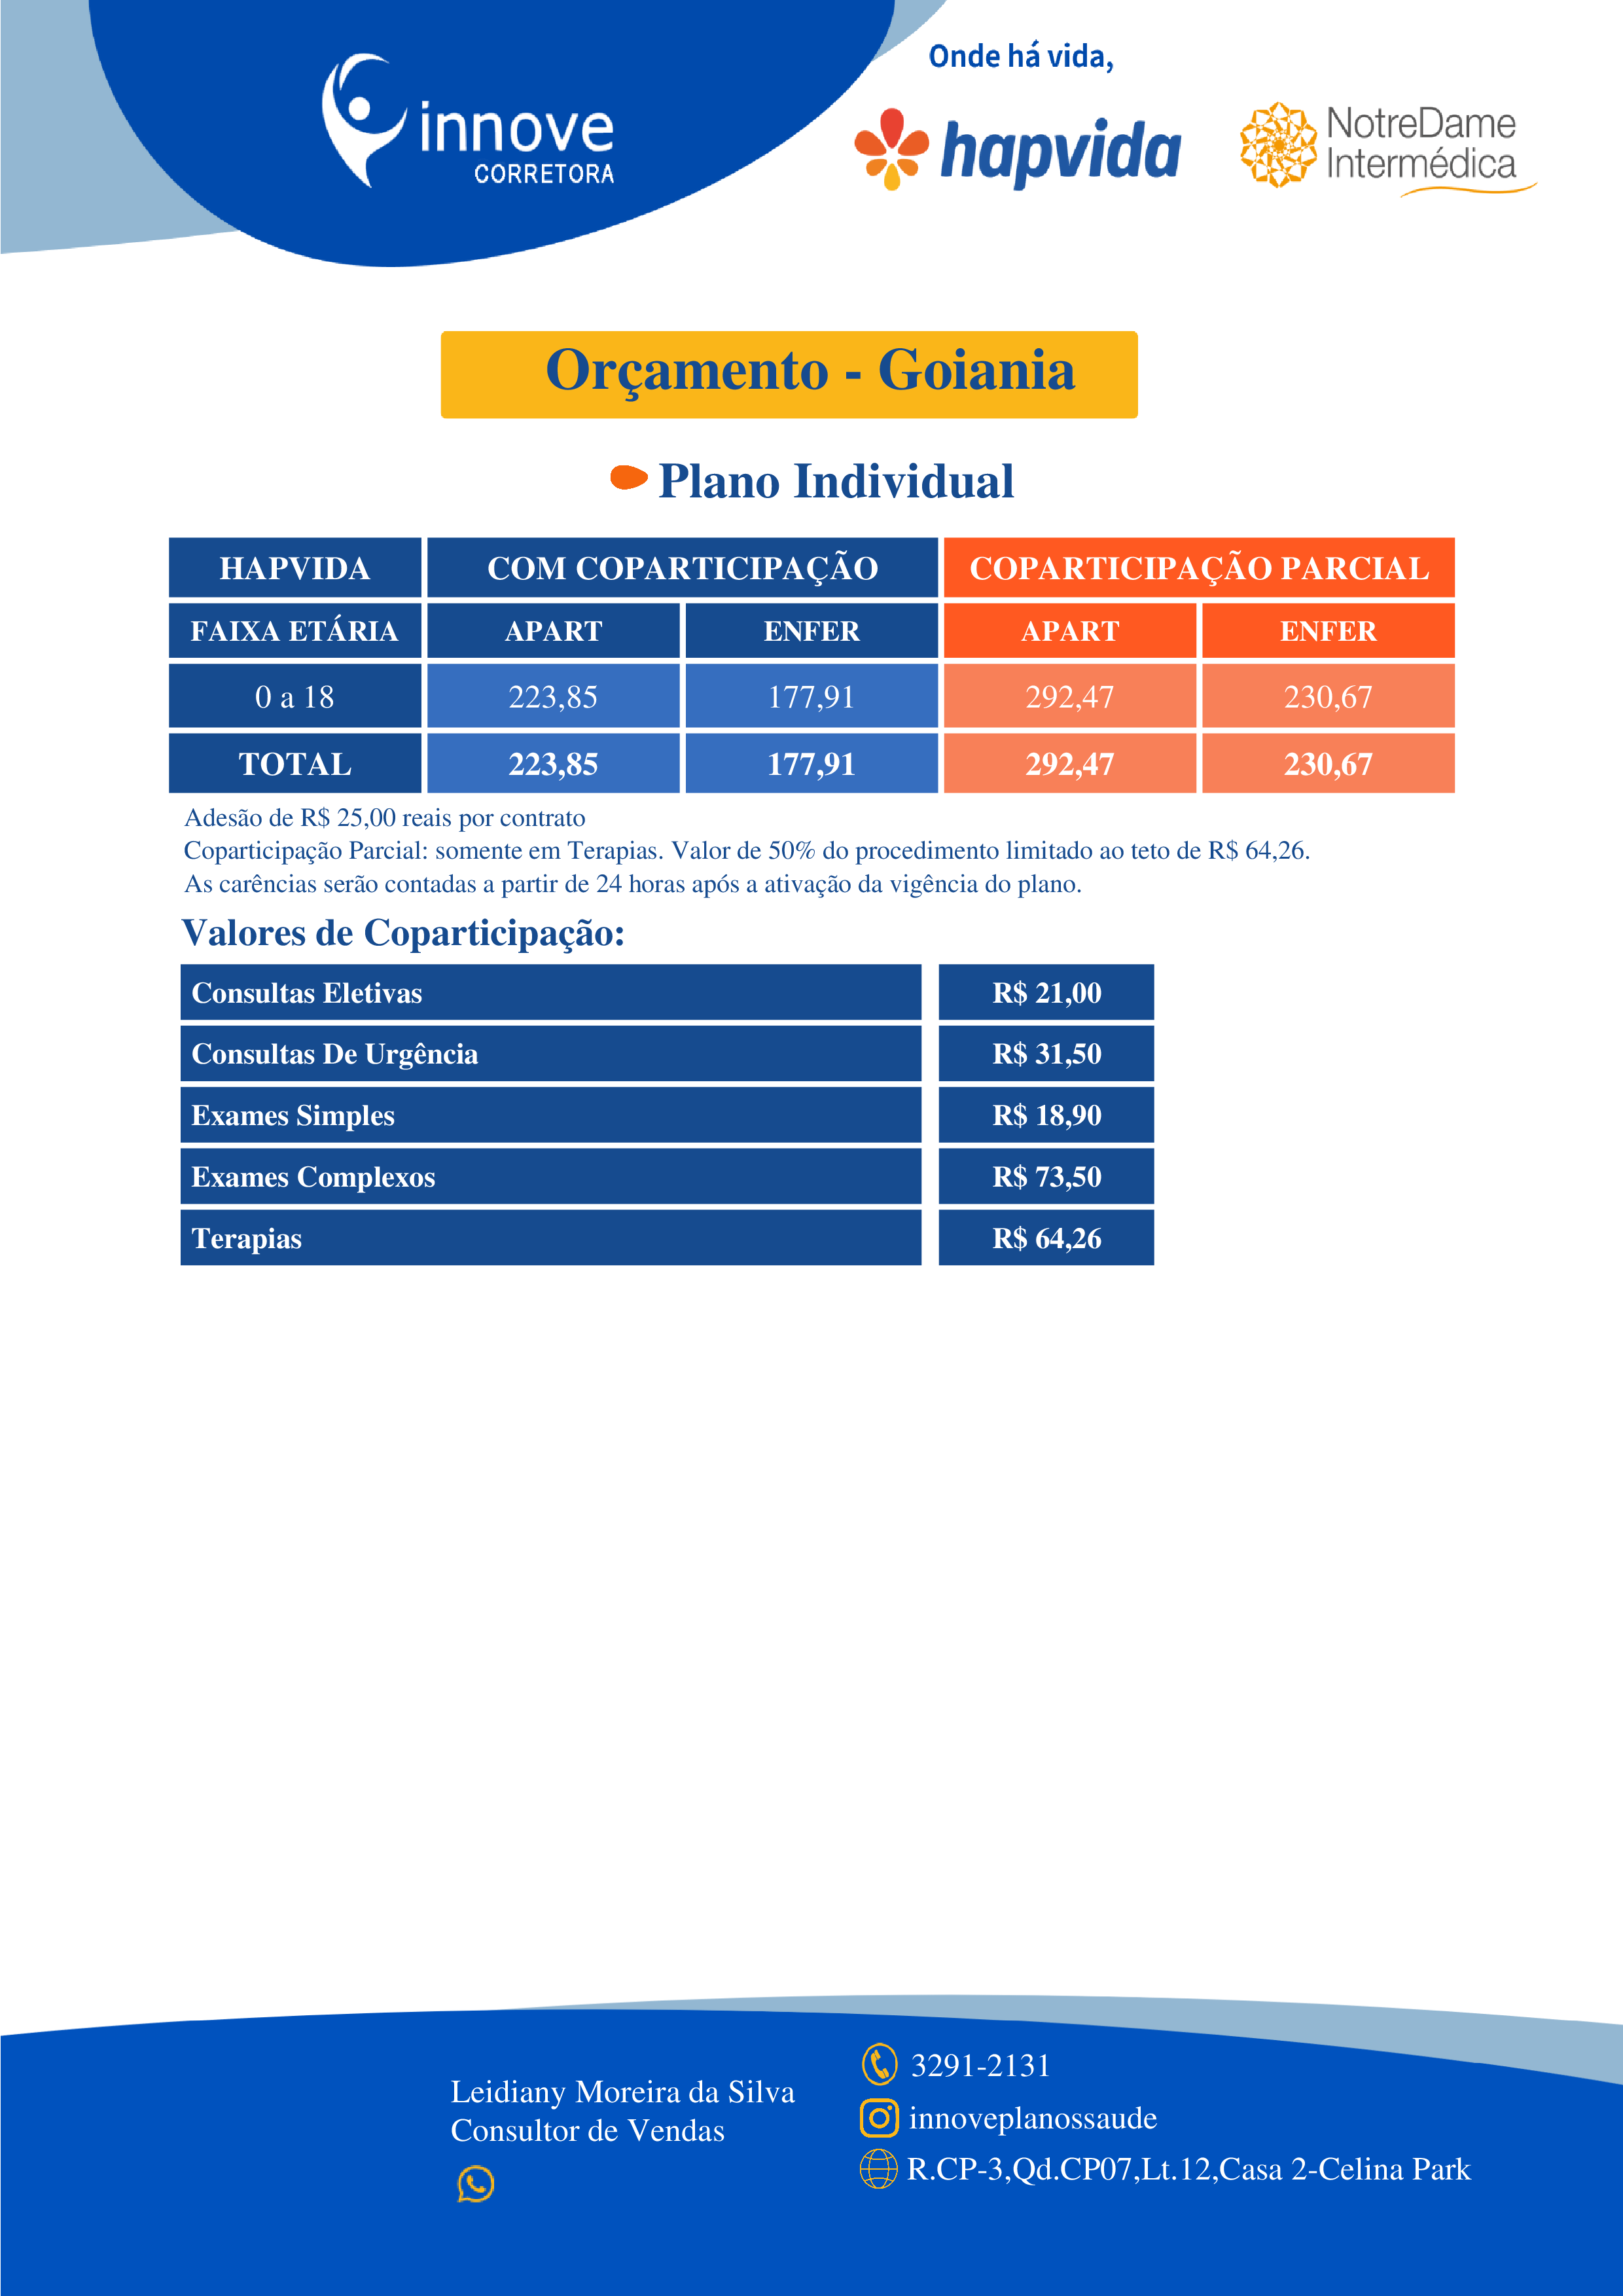 innove
CORRETORA
Onde há vida,
hapvida
NotreDame
Intermédica
Orçamento - Goiania
Plano Individual
HAPVIDA COM COPARTICIPAÇÃO COPARTICIPAÇÃO PARCIAL
FAIXA ETÁRIA APART ENFER APART ENFER
0 a 18 223,85 177,91 292,47 230,67
TOTAL 223,85 177,91 292,47 230,67
Adesão de R$ 25,00 reais por contrato
Coparticipação Parcial: somente em Terapias. Valor de 50% do procedimento limitado ao teto de R$ 64,26.
As carências serão contadas a partir de 24 horas após a ativação da vigência do plano.
Valores de Coparticipação:
Consultas Eletivas R$ 21,00
Consultas De Urgência R$ 31,50
Exames Simples R$ 18,90
Exames Complexos R$ 73,50
Terapias R$ 64,26
Leidiany Moreira da Silva
Consultor de Vendas
3291-2131
innoveplanossaude
R.CP-3,Qd.CP07,Lt.12,Casa 2-Celina Park